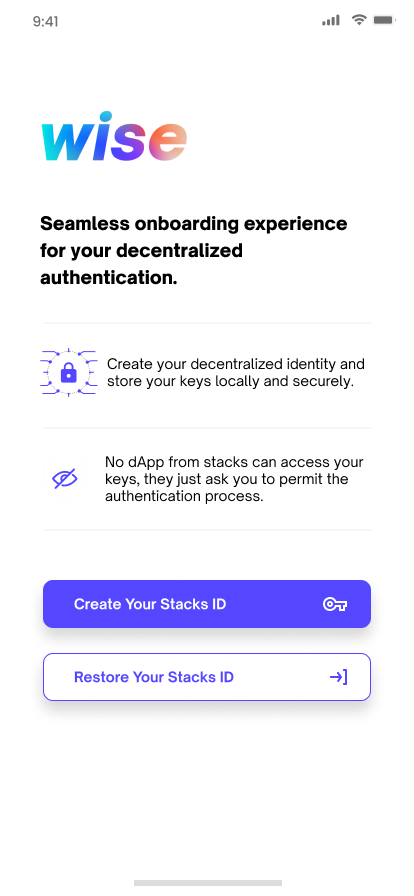 9:41
wise
Seamless onboarding experience
for your decentralized
authentication.
Create your decentralized identity and
store your keys locally and securely.
No dApp from stacks can access your
keys, they just ask you to permit the
authentication process.
Create Your Stacks ID
Restore Your Stacks ID